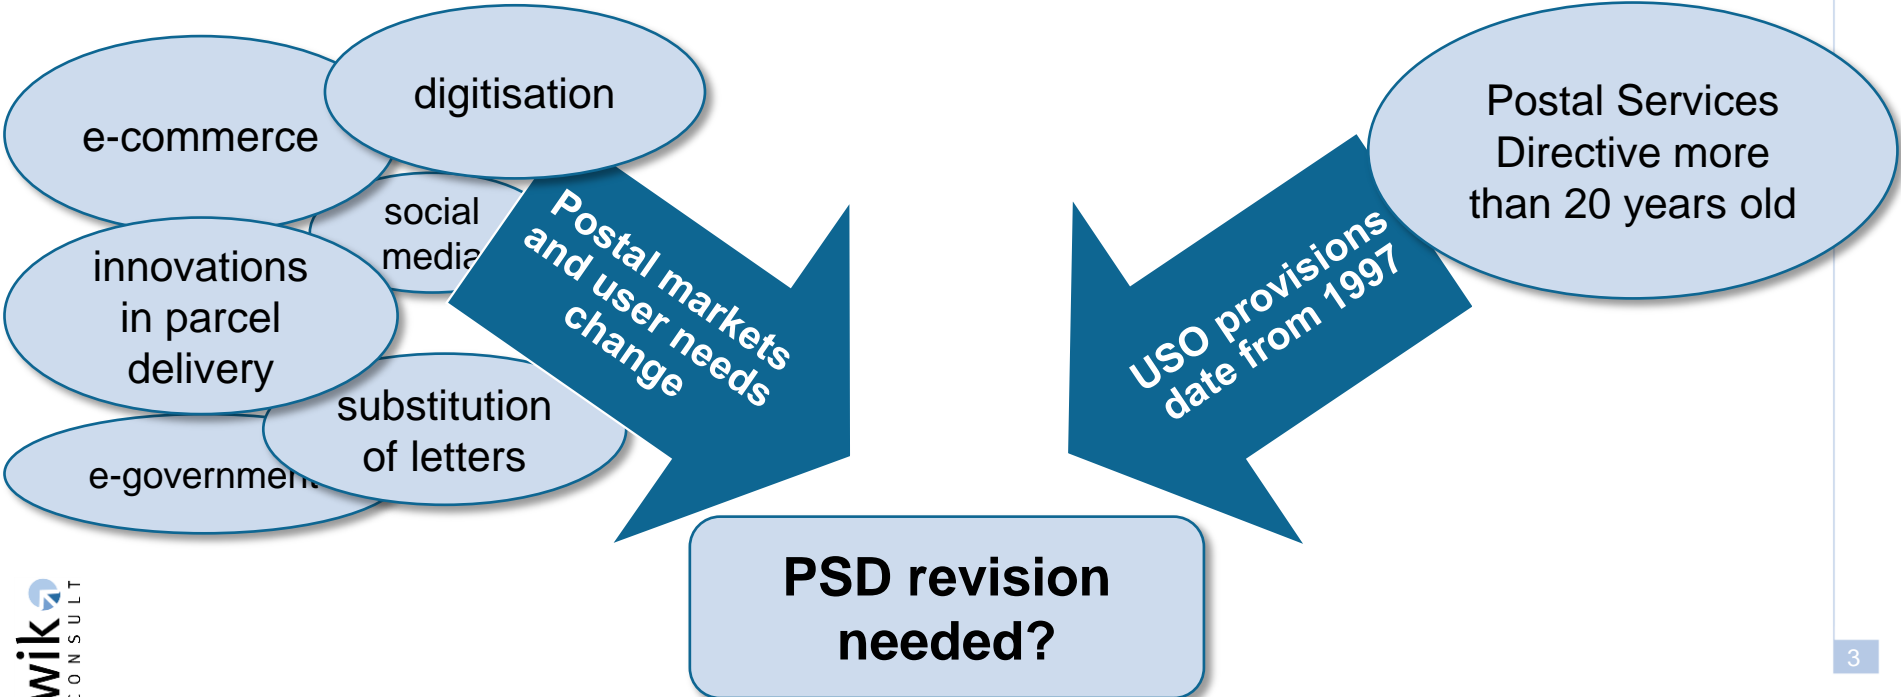 digitisation
e-commerce
social
media
innovations
in parcel
delivery
substitution
of letters
e-government
Postal markets
and user needs
change
Postal Services
Directive more
than 20 years old
USO provisions
date from 1997
PSD revision
needed?
wik
CONSULT
3